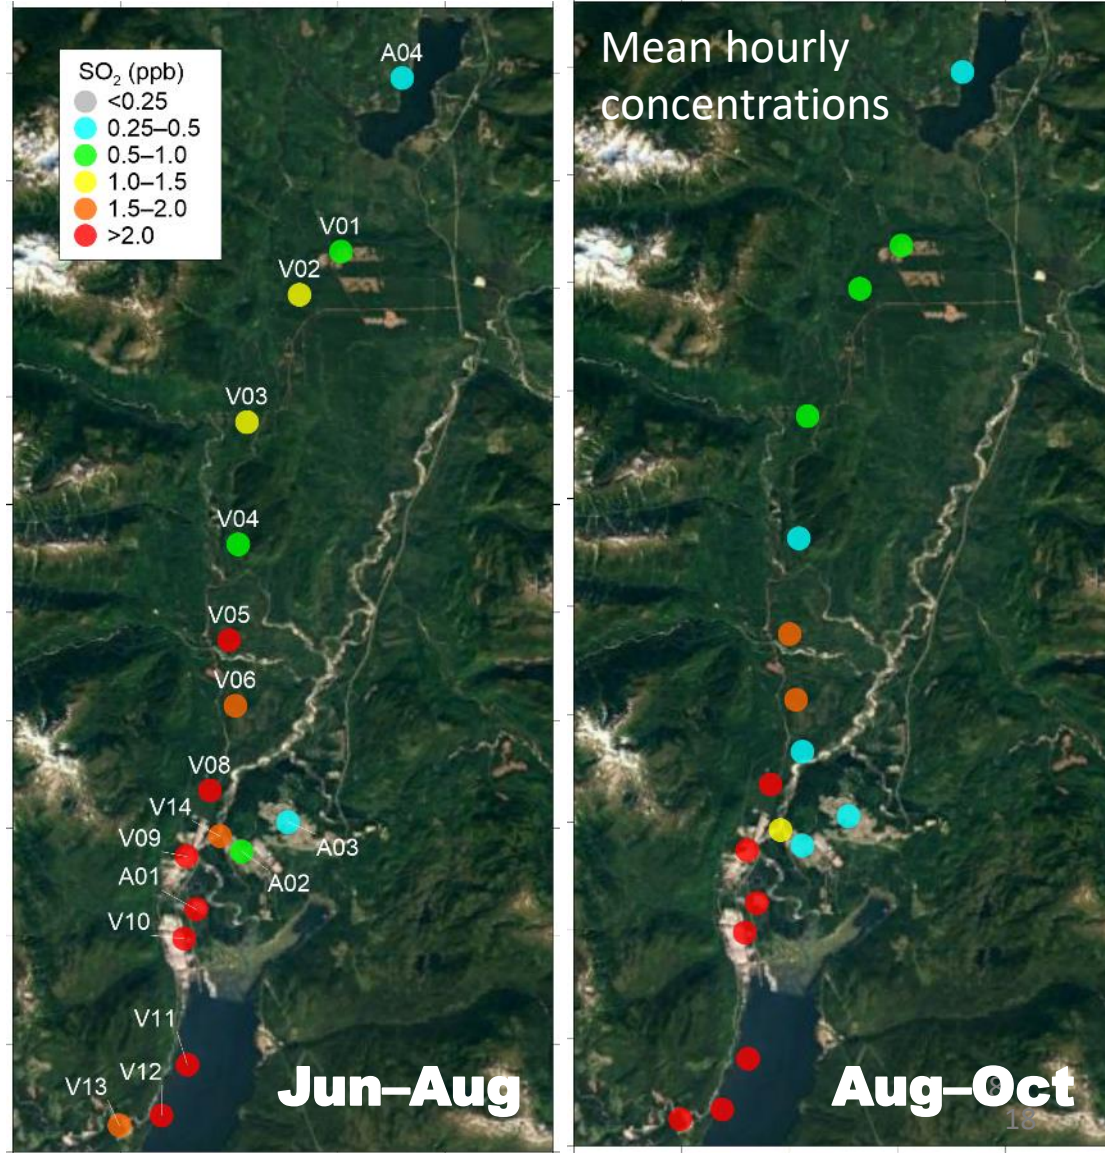 Mean hourly
concentrations
SO₂ (ppb)
<0.25
0.25–0.5
0.5–1.0
1.0–1.5
1.5–2.0
>2.0
A04
V01
V02
V03
V04
V05
V06
V08
V14
V09
A03
A01
A02
V10
V11
V12
V13
Jun–Aug
Aug–Oct
18